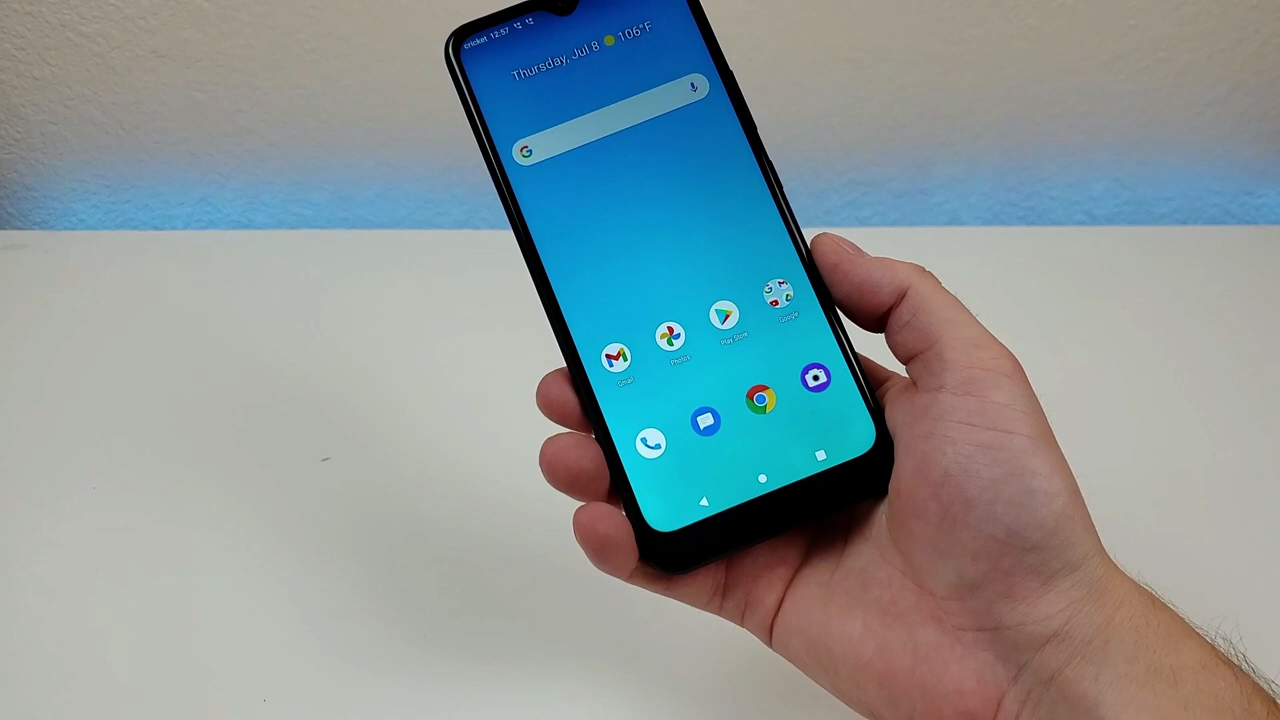 cricket 12:57
Thursday, Jul 8 106°F
G
Gmail
Photos
Play Store
Google